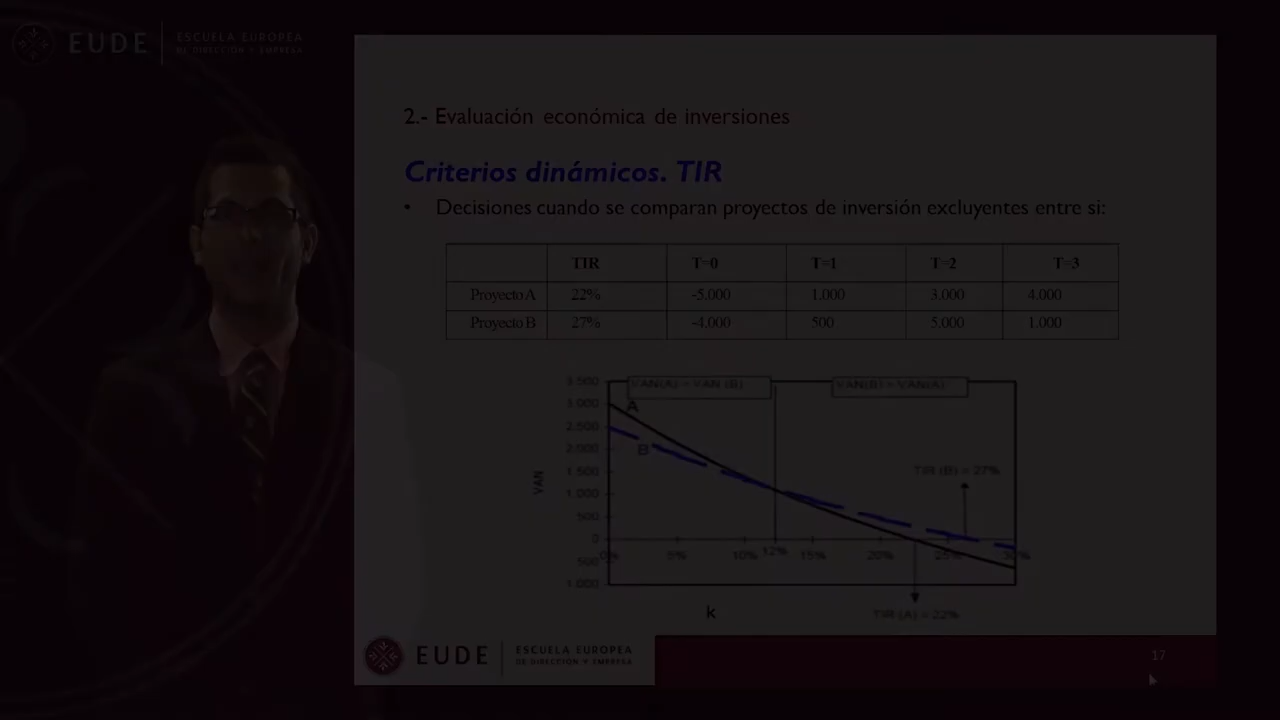 EUDE
ESCUELA EUROPEA
DE DIRECCIÓN Y EMPRESA
2.- Evaluación económica de inversiones
Criterios dinámicos. TIR
• Decisiones cuando se comparan proyectos de inversión excluyentes entre si:
TIR T=0 T=1 T=2 T=3
Proyecto A 22% -5.000 1.000 3.000 4.000
Proyecto B 27% -4.000 500 5.000 1.000
3.500 VAN(A) > VAN (B) VAN(B) > VAN(A)
3.000 A
2.500
2.000 B
1.500 TIR (B) = 27%
VAN
1.000
500
0
0% 5% 10% 12% 15% 20% 25% 30%
500
1.000
k TIR (A) = 22%
EUDE
ESCUELA EUROPEA
DE DIRECCIÓN Y EMPRESA
17